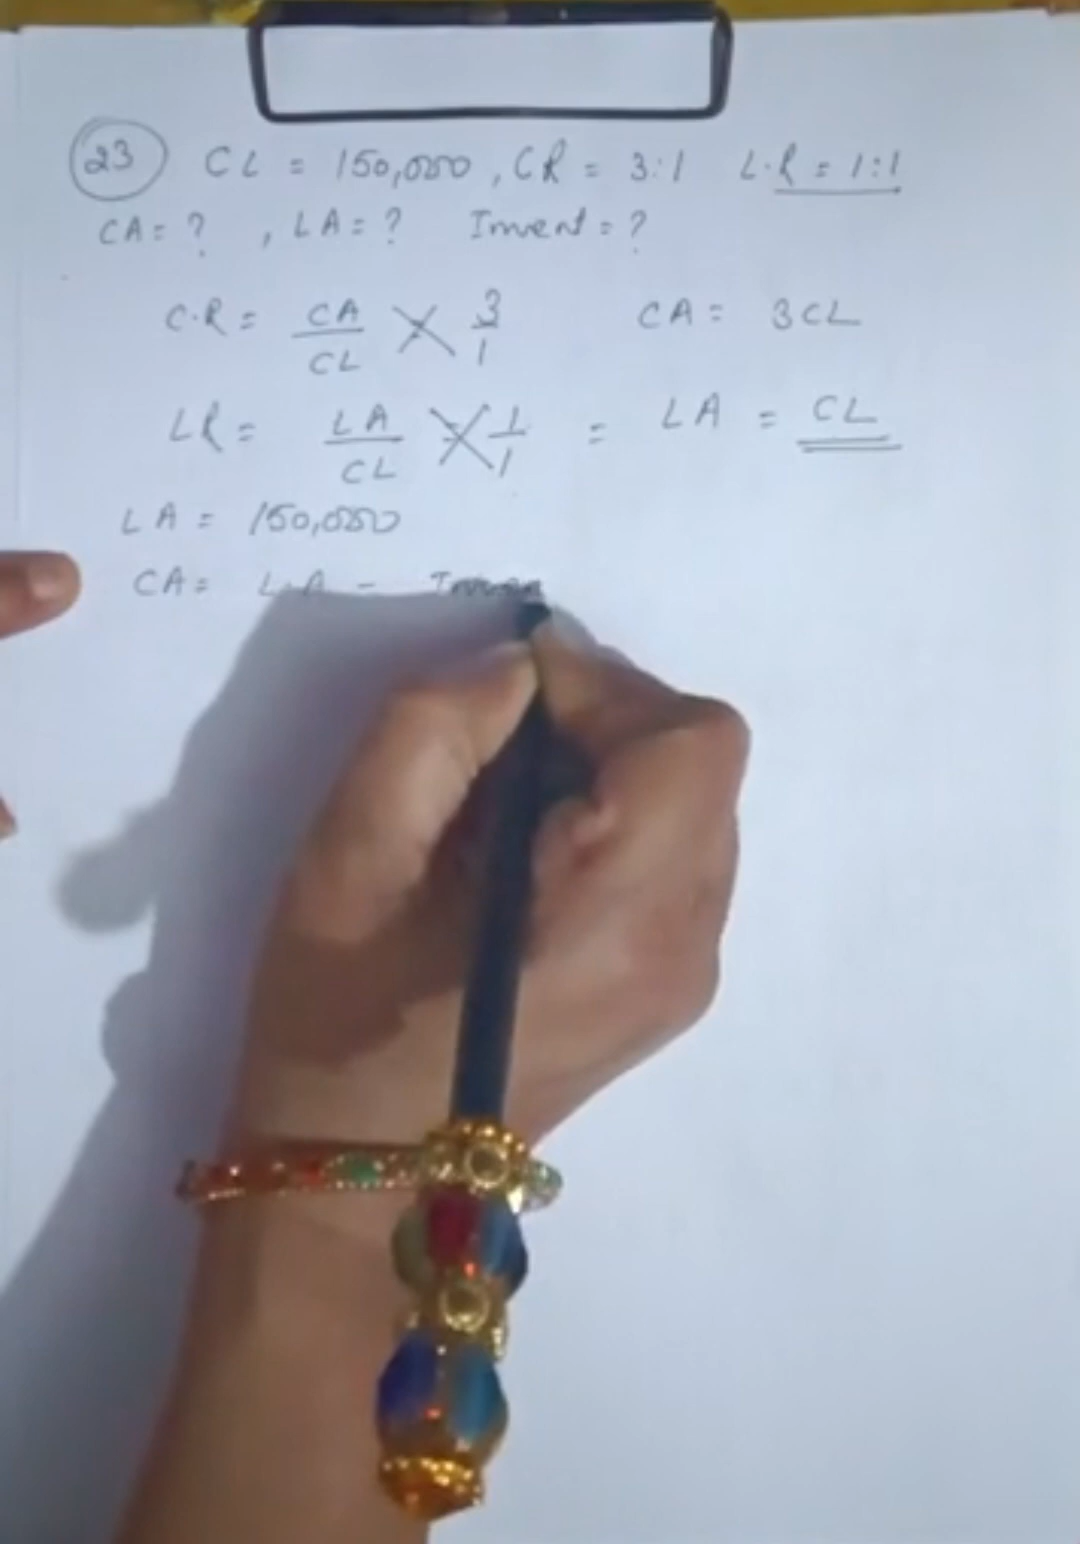 23 CL = 150,000, CR = 3:1 L.R = 1:1
CA = ?, LA = ? Invent = ?
C.R = CA/CL × 3/1 CA = 3CL
LR = LA/CL × 1/1 = LA = CL
LA = 150,000
CA = L.A - Inven